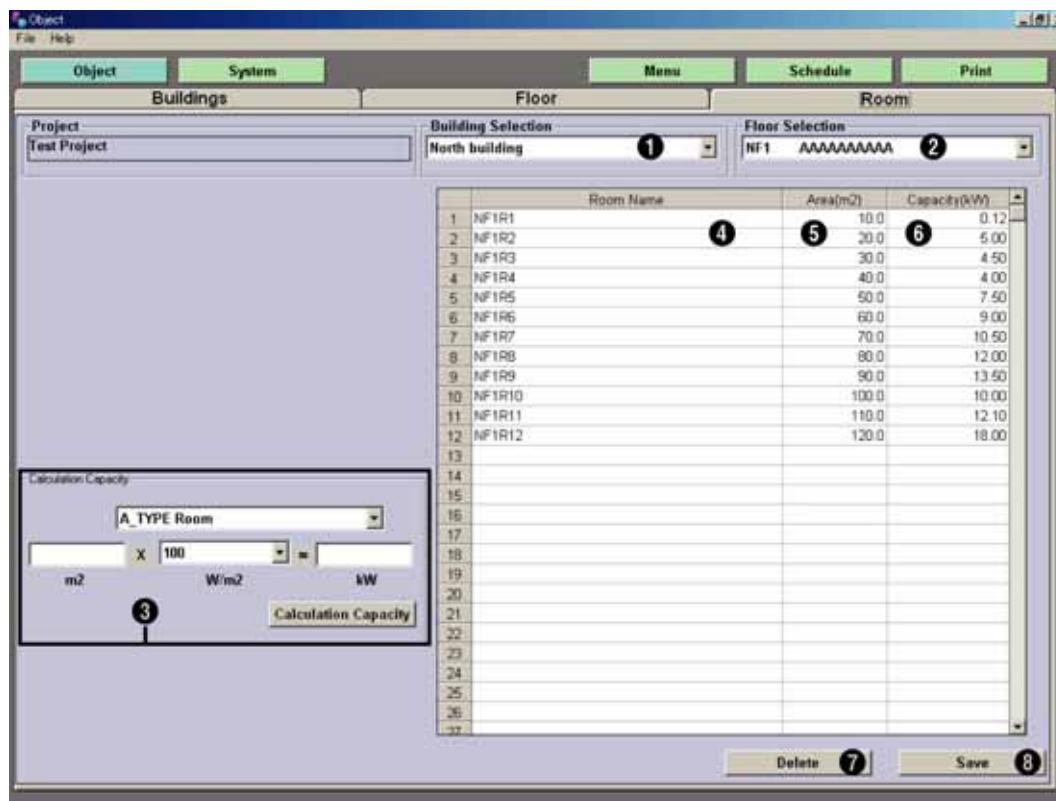 Object
File Help
Object System Menu Schedule Print
Buildings Floor Room
Project Building Selection Floor Selection
Test Project North building 1 NF1 AAAAAAAAAA 2
Room Name Area(m2) Capacity(kW)
1 NF1R1 10.0 0.12
4 5 6
2 NF1R2 20.0 5.00
3 NF1R3 30.0 4.50
4 NF1R4 40.0 4.00
5 NF1R5 50.0 7.50
6 NF1R6 60.0 9.00
7 NF1R7 70.0 10.50
8 NF1R8 80.0 12.00
9 NF1R9 90.0 13.50
10 NF1R10 100.0 10.00
11 NF1R11 110.0 12.10
12 NF1R12 120.0 18.00
13
14
15
16
17
18
19
20
21
22
23
24
25
26
27
Calculation Capacity
A_TYPE Room
X 100 =
m2 W/m2 kW
3 Calculation Capacity
Delete 7 Save 8